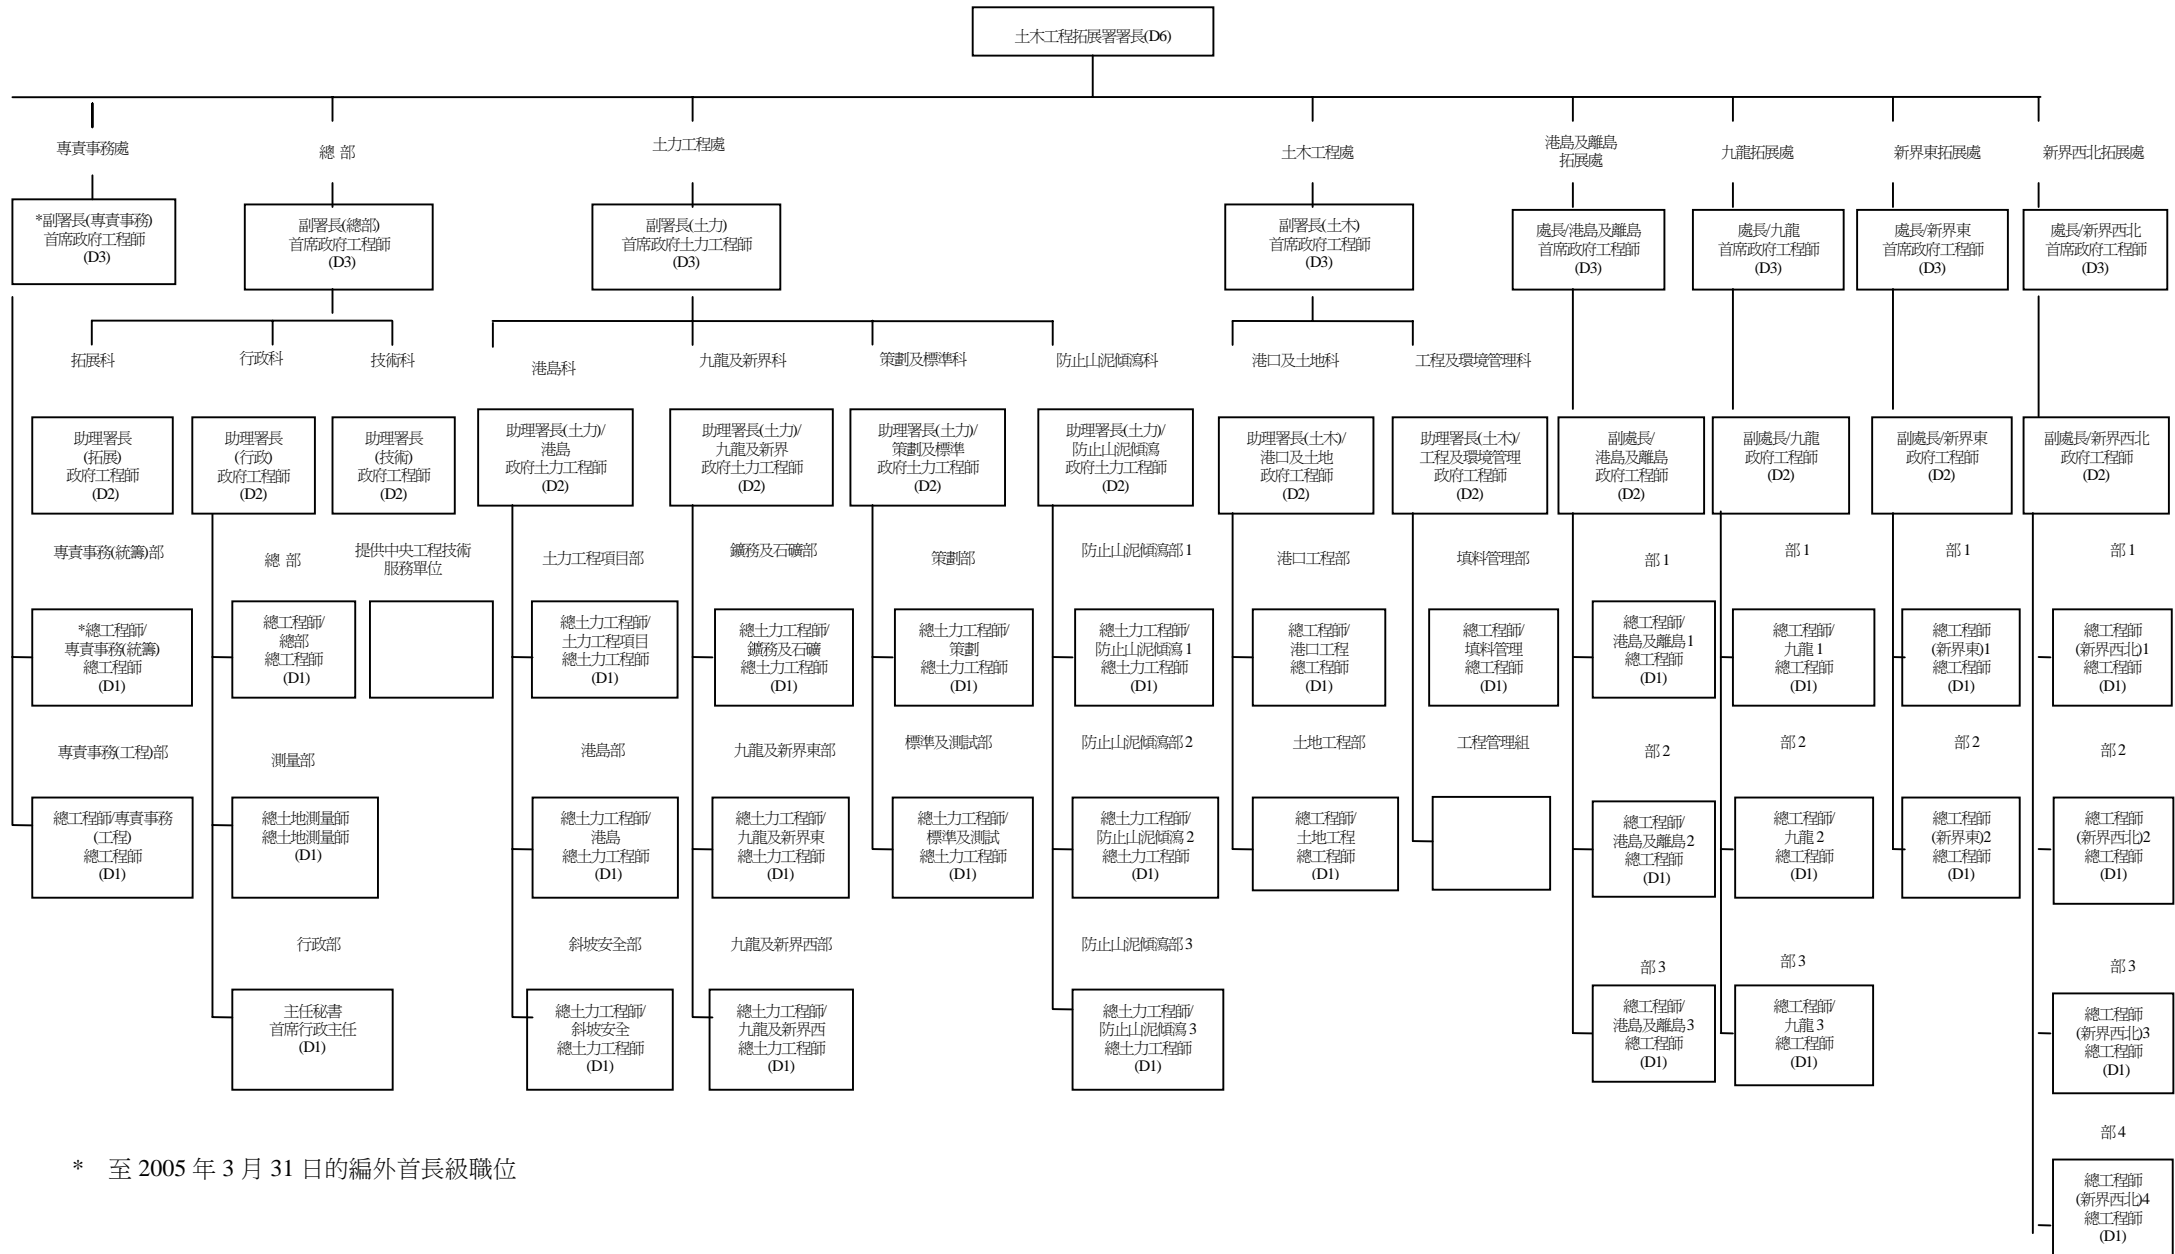 土木工程拓展署署長(D6)
專責事務處
總 部
土力工程處
土木工程處
港島及離島
拓展處
九龍拓展處
新界東拓展處
新界西北拓展處
*副署長(專責事務)
首席政府工程師
(D3)
副署長(總部)
首席政府工程師
(D3)
副署長(土力)
首席政府土力工程師
(D3)
副署長(土木)
首席政府工程師
(D3)
處長/港島及離島
首席政府工程師
(D3)
處長/九龍
首席政府工程師
(D3)
處長/新界東
首席政府工程師
(D3)
處長/新界西北
首席政府工程師
(D3)
拓展科
行政科
技術科
港島科
九龍及新界科
策劃及標準科
防止山泥傾瀉科
港口及土地科
工程及環境管理科
助理署長
(拓展)
政府工程師
(D2)
助理署長
(行政)
政府工程師
(D2)
助理署長
(技術)
政府工程師
(D2)
助理署長(土力)/
港島
政府土力工程師
(D2)
助理署長(土力)/
九龍及新界
政府土力工程師
(D2)
助理署長(土力)/
策劃及標準
政府土力工程師
(D2)
助理署長(土力)/
防止山泥傾瀉
政府土力工程師
(D2)
助理署長(土木)/
港口及土地
政府工程師
(D2)
助理署長(土木)/
工程及環境管理
政府工程師
(D2)
副處長/
港島及離島
政府工程師
(D2)
副處長/九龍
政府工程師
(D2)
副處長/新界東
政府工程師
(D2)
副處長/新界西北
政府工程師
(D2)
專責事務(統籌)部
總 部
提供中央工程技術
服務單位
土力工程項目部
鑛務及石礦部
策劃部
防止山泥傾瀉部 1
港口工程部
填料管理部
部 1
部 1
部 1
部 1
*總工程師/
專責事務(統籌)
總工程師
(D1)
總工程師/
總部
總工程師
(D1)
總土力工程師/
土力工程項目
總土力工程師
(D1)
總土力工程師/
鑛務及石礦
總土力工程師
(D1)
總土力工程師/
策劃
總土力工程師
(D1)
總土力工程師/
防止山泥傾瀉 1
總土力工程師
(D1)
總工程師/
港口工程
總工程師
(D1)
總工程師/
填料管理
總工程師
(D1)
總工程師/
港島及離島 1
總工程師
(D1)
總工程師/
九龍 1
總工程師
(D1)
總工程師
(新界東)1
總工程師
(D1)
總工程師
(新界西北)1
總工程師
(D1)
專責事務(工程)部
測量部
港島部
九龍及新界東部
標準及測試部
防止山泥傾瀉部 2
土地工程部
工程管理組
部 2
部 2
部 2
部 2
總工程師/專責事務
(工程)
總工程師
(D1)
總土地測量師
總土地測量師
(D1)
總土力工程師/
港島
總土力工程師
(D1)
總土力工程師/
九龍及新界東
總土力工程師
(D1)
總土力工程師/
標準及測試
總土力工程師
(D1)
總土力工程師/
防止山泥傾瀉 2
總土力工程師
(D1)
總工程師/
土地工程
總工程師
(D1)
總工程師/
港島及離島 2
總工程師
(D1)
總工程師/
九龍 2
總工程師
(D1)
總工程師
(新界東)2
總工程師
(D1)
總工程師
(新界西北)2
總工程師
(D1)
行政部
斜坡安全部
九龍及新界西部
防止山泥傾瀉部 3
部 3
部 3
部 3
主任秘書
首席行政主任
(D1)
總土力工程師/
斜坡安全
總土力工程師
(D1)
總土力工程師/
九龍及新界西
總土力工程師
(D1)
總土力工程師/
防止山泥傾瀉 3
總土力工程師
(D1)
總工程師/
港島及離島 3
總工程師
(D1)
總工程師/
九龍 3
總工程師
(D1)
總工程師
(新界西北)3
總工程師
(D1)
部 4
總工程師
(新界西北)4
總工程師
(D1)
* 至 2005 年 3 月 31 日的編外首長級職位